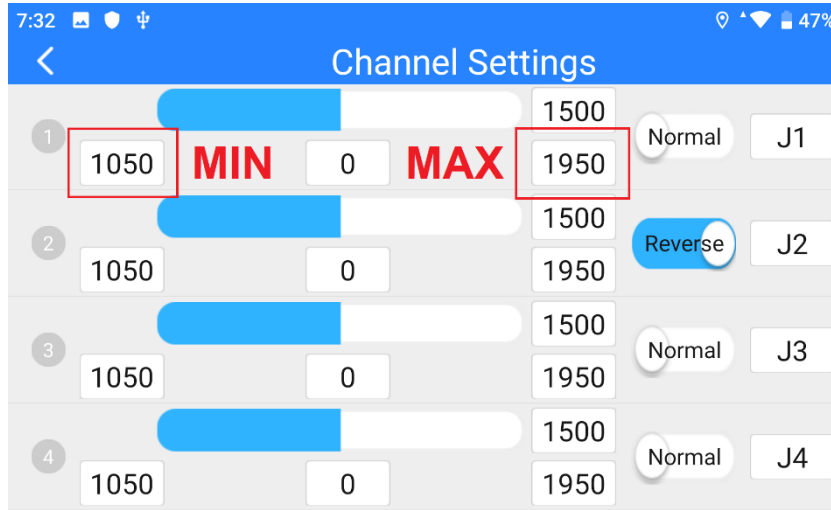 7:32 47%
Channel Settings
1 1500 Normal J1
1050 MIN 0 MAX 1950
2 1500 Reverse J2
1050 0 1950
3 1500 Normal J3
1050 0 1950
4 1500 Normal J4
1050 0 1950